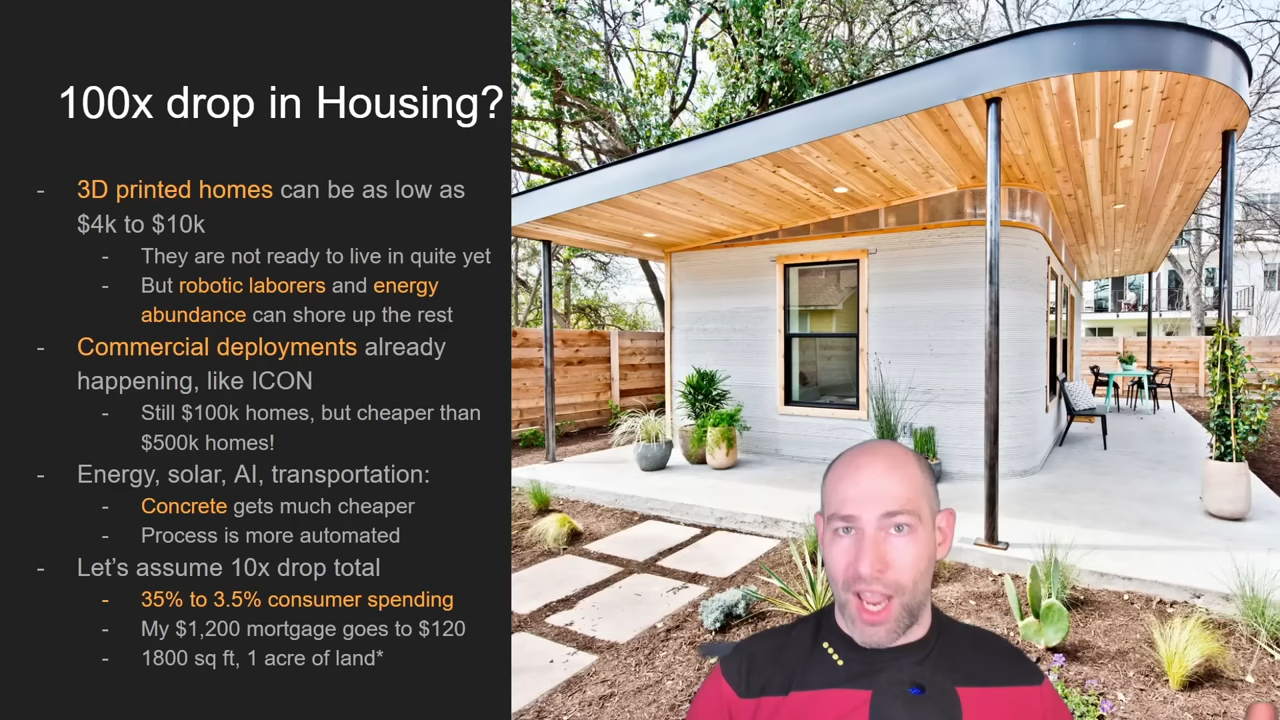 100x drop in Housing?
- 3D printed homes can be as low as
$4k to $10k
- They are not ready to live in quite yet
- But robotic laborers and energy
abundance can shore up the rest
- Commercial deployments already
happening, like ICON
- Still $100k homes, but cheaper than
$500k homes!
- Energy, solar, AI, transportation:
- Concrete gets much cheaper
- Process is more automated
- Let’s assume 10x drop total
- 35% to 3.5% consumer spending
- My $1,200 mortgage goes to $120
- 1800 sq ft, 1 acre of land*